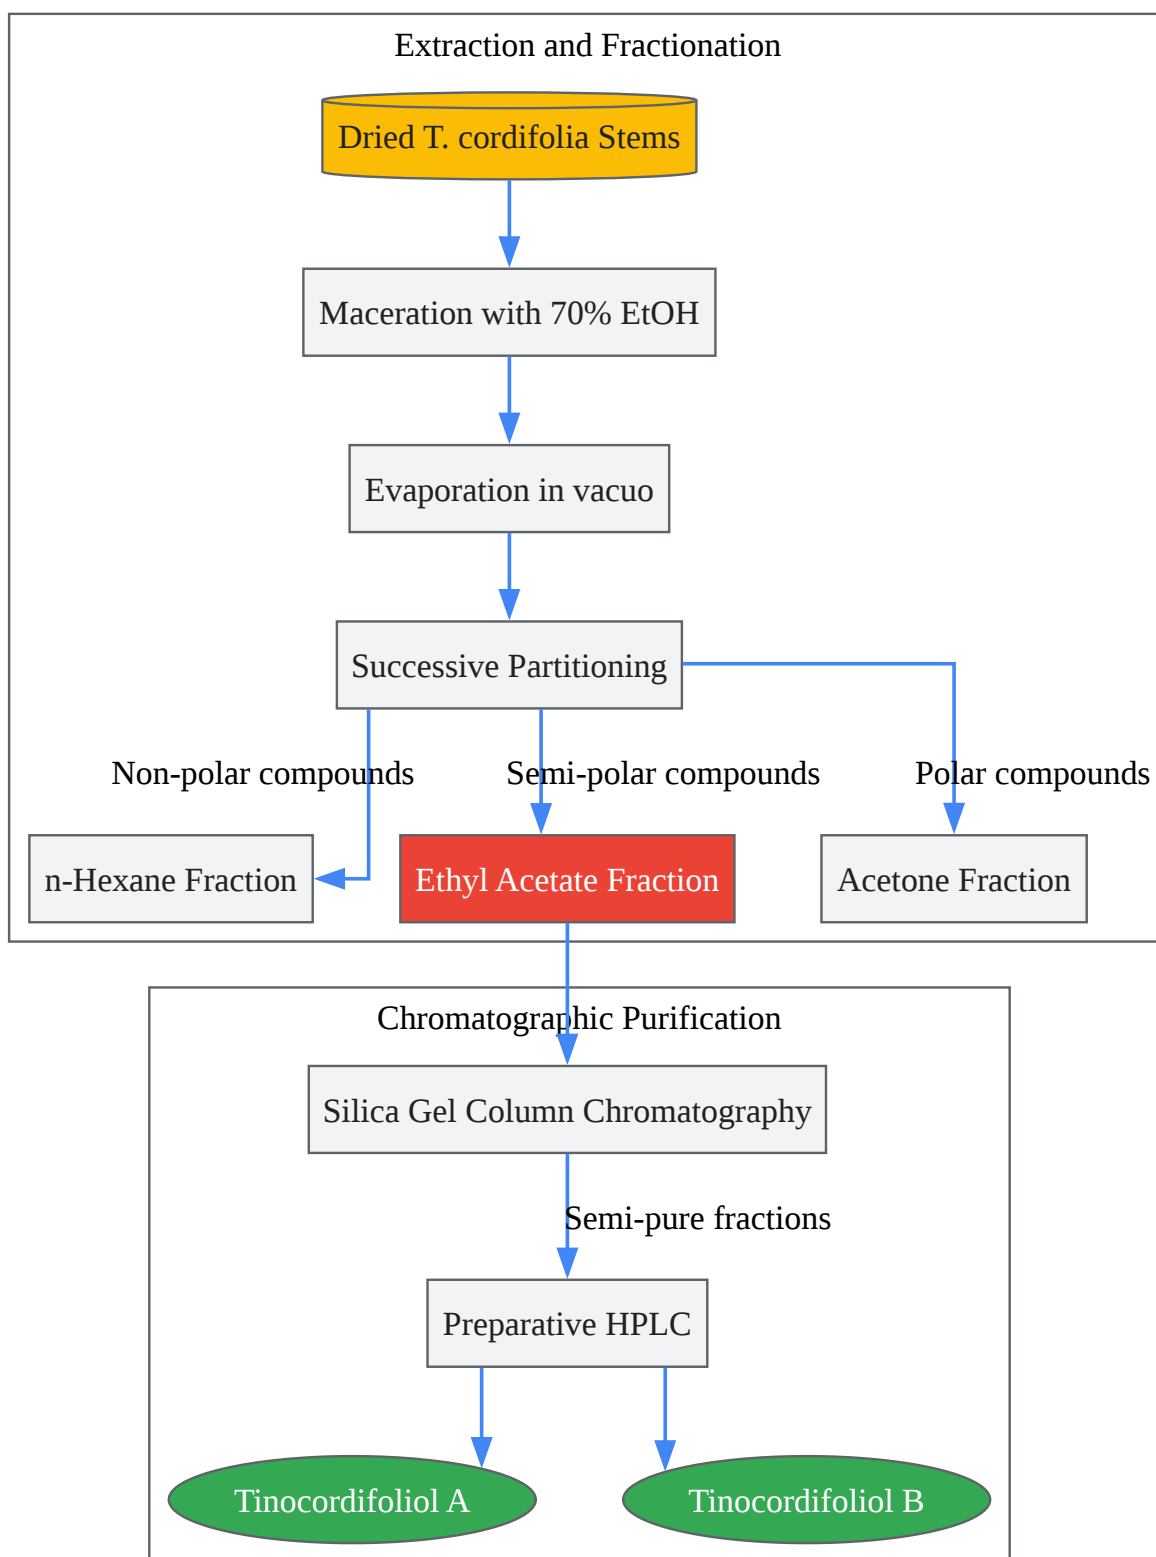 Extraction and Fractionation
Dried T. cordifolia Stems
Maceration with 70% EtOH
Evaporation in vacuo
Successive Partitioning
Non-polar compounds
Semi-polar compounds
Polar compounds
n-Hexane Fraction
Ethyl Acetate Fraction
Acetone Fraction
Chromatographic Purification
Silica Gel Column Chromatography
Semi-pure fractions
Preparative HPLC
Tinocordifoliol A
Tinocordifoliol B